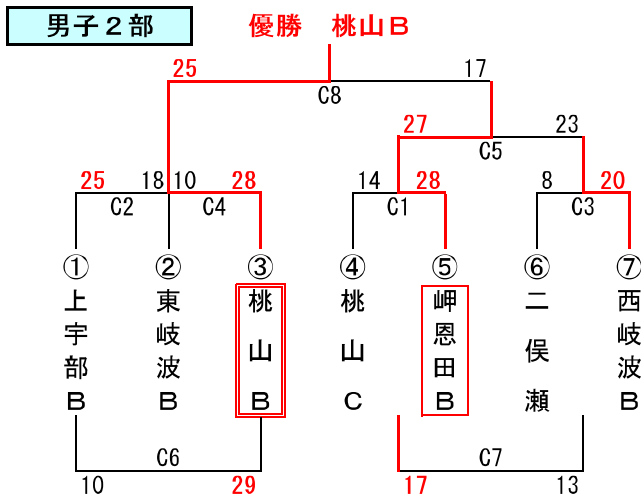 男子２部
優勝 桃山Ｂ
25 17
C8
27 23
C5
25 18 10 28 14 28 8 20
C2 C4 C1 C3
① ② ③ ④ ⑤ ⑥ ⑦
上宇部Ｂ
東岐波Ｂ
桃山Ｂ
桃山Ｃ
岬恩田Ｂ
二俣瀬
西岐波Ｂ
C6 C7
10 29 17 13